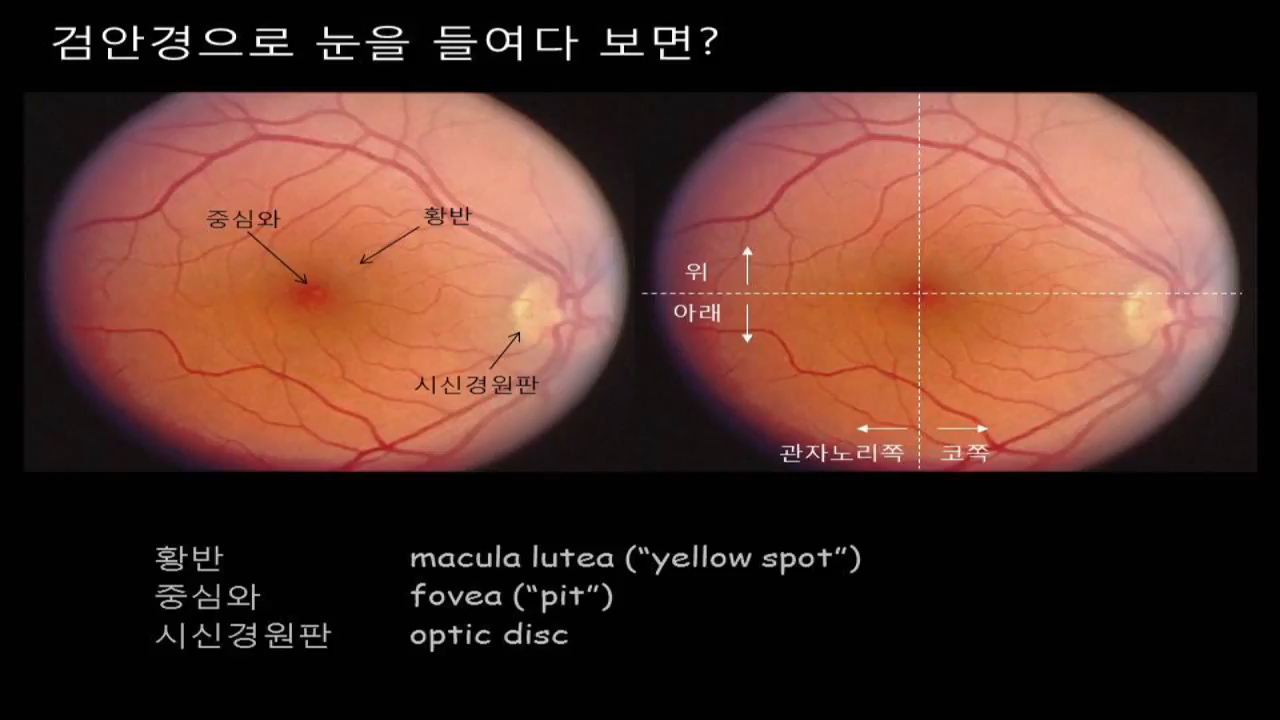 검안경으로 눈을 들여다 보면?
중심와
황반
시신경원판
위
아래
관자노리쪽
코쪽
황반 macula lutea (“yellow spot”)
중심와 fovea (“pit”)
시신경원판 optic disc